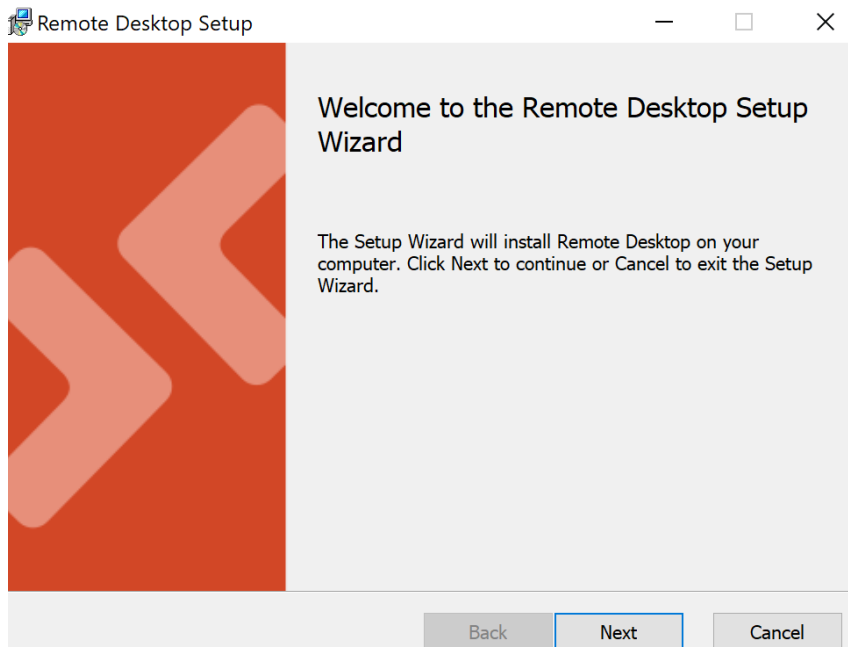 Remote Desktop Setup
Welcome to the Remote Desktop Setup
Wizard
The Setup Wizard will install Remote Desktop on your
computer. Click Next to continue or Cancel to exit the Setup
Wizard.
Back Next Cancel